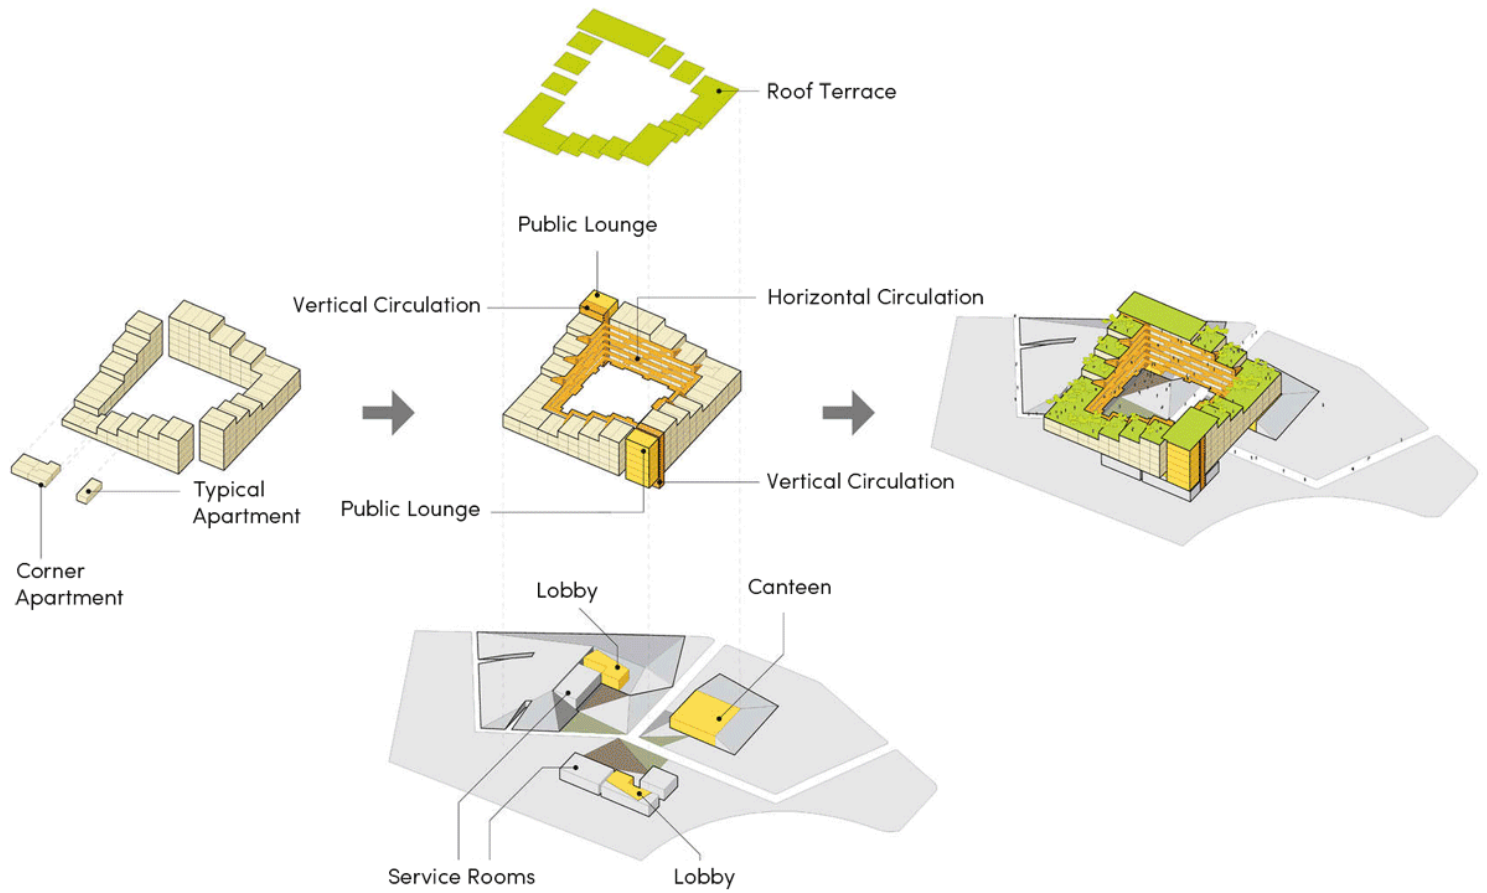 Roof Terrace
Public Lounge
Vertical Circulation
Horizontal Circulation
Typical
Apartment
Vertical Circulation
Public Lounge
Corner
Apartment
Lobby
Canteen
Service Rooms
Lobby